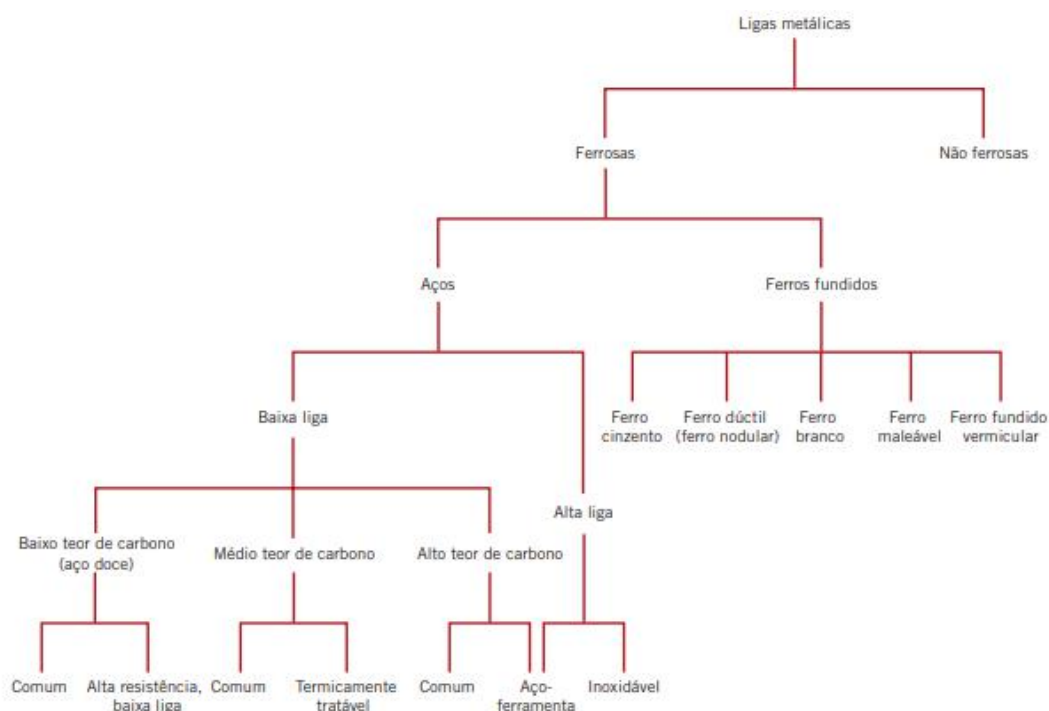 Ligas metálicas
Ferrosas
Não ferrosas
Aços
Ferros fundidos
Baixa liga
Ferro
cinzento
Ferro dúctil
(ferro nodular)
Ferro
branco
Ferro
maleável
Ferro fundido
vermicular
Alta liga
Baixo teor de carbono
(aço doce)
Médio teor de carbono
Alto teor de carbono
Comum
Alta resistência,
baixa liga
Comum
Termicamente
tratável
Comum
Aço-
ferramenta
Inoxidável